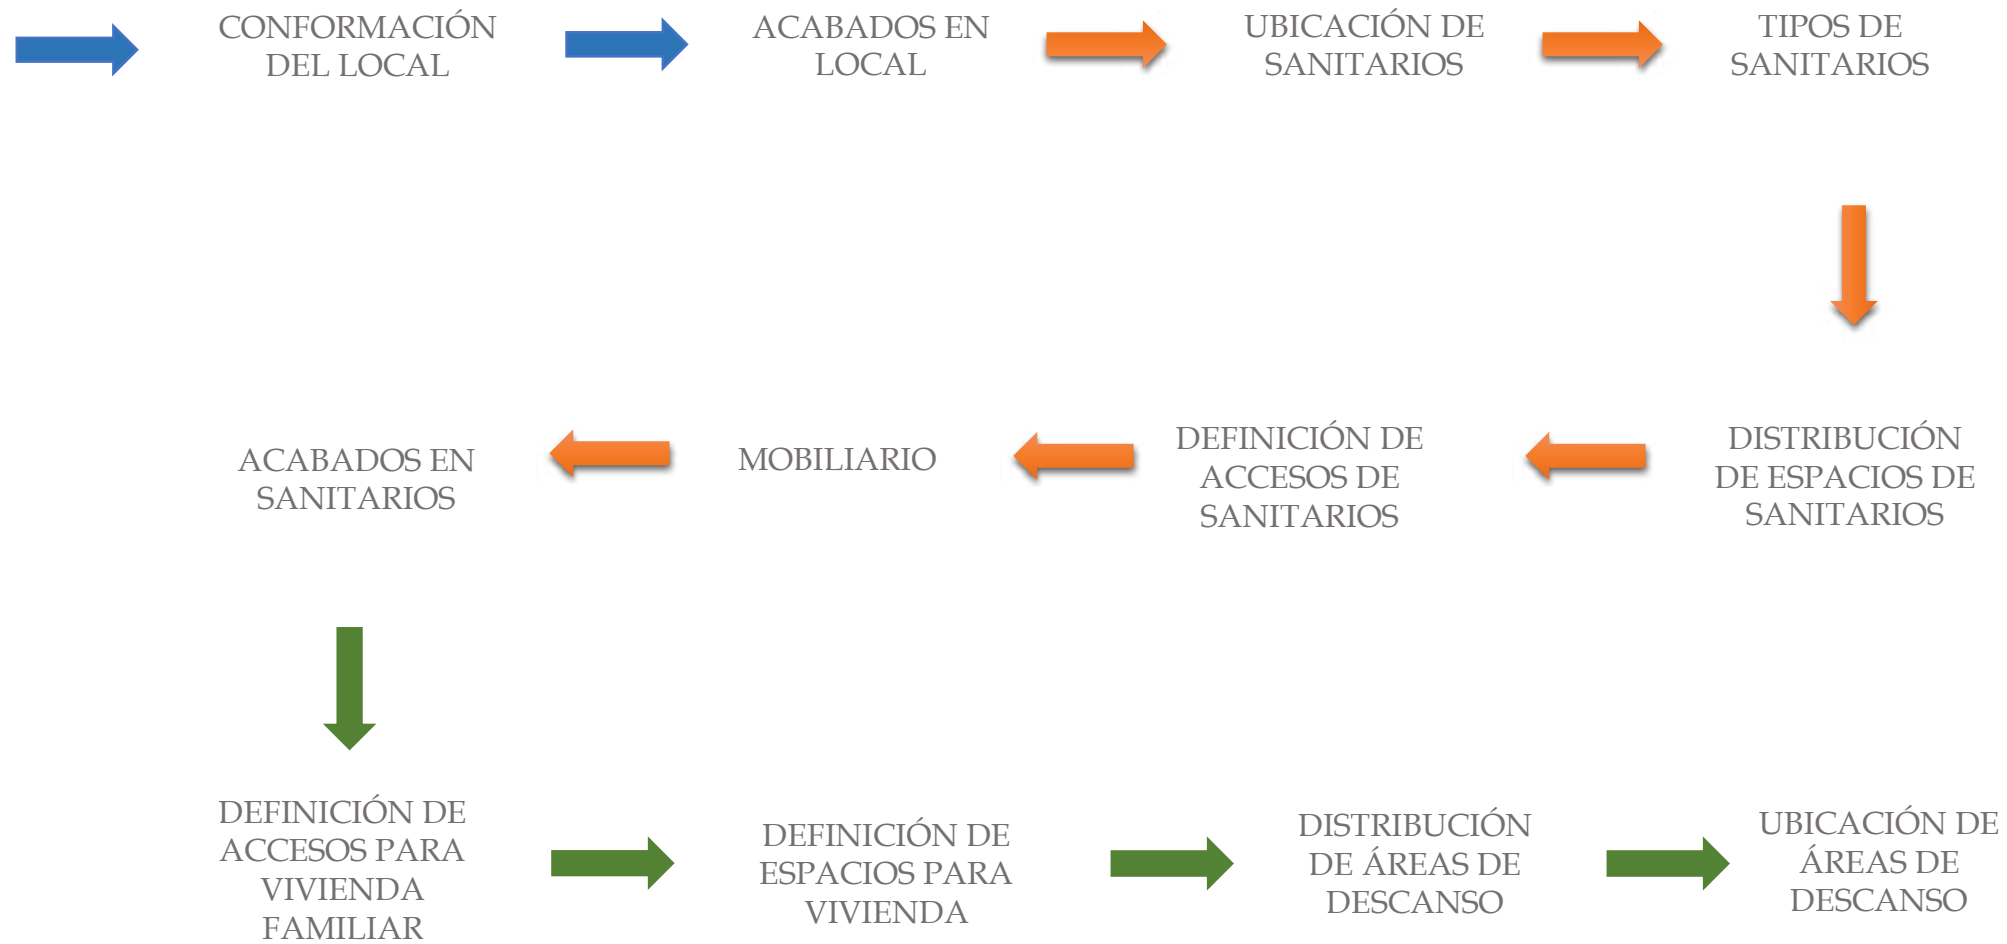 CONFORMACIÓN
DEL LOCAL
ACABADOS EN
LOCAL
UBICACIÓN DE
SANITARIOS
TIPOS DE
SANITARIOS
DISTRIBUCIÓN
DE ESPACIOS DE
SANITARIOS
DEFINICIÓN DE
ACCESOS DE
SANITARIOS
MOBILIARIO
ACABADOS EN
SANITARIOS
DEFINICIÓN DE
ACCESOS PARA
VIVIENDA
FAMILIAR
DEFINICIÓN DE
ESPACIOS PARA
VIVIENDA
DISTRIBUCIÓN
DE ÁREAS DE
DESCANSO
UBICACIÓN DE
ÁREAS DE
DESCANSO